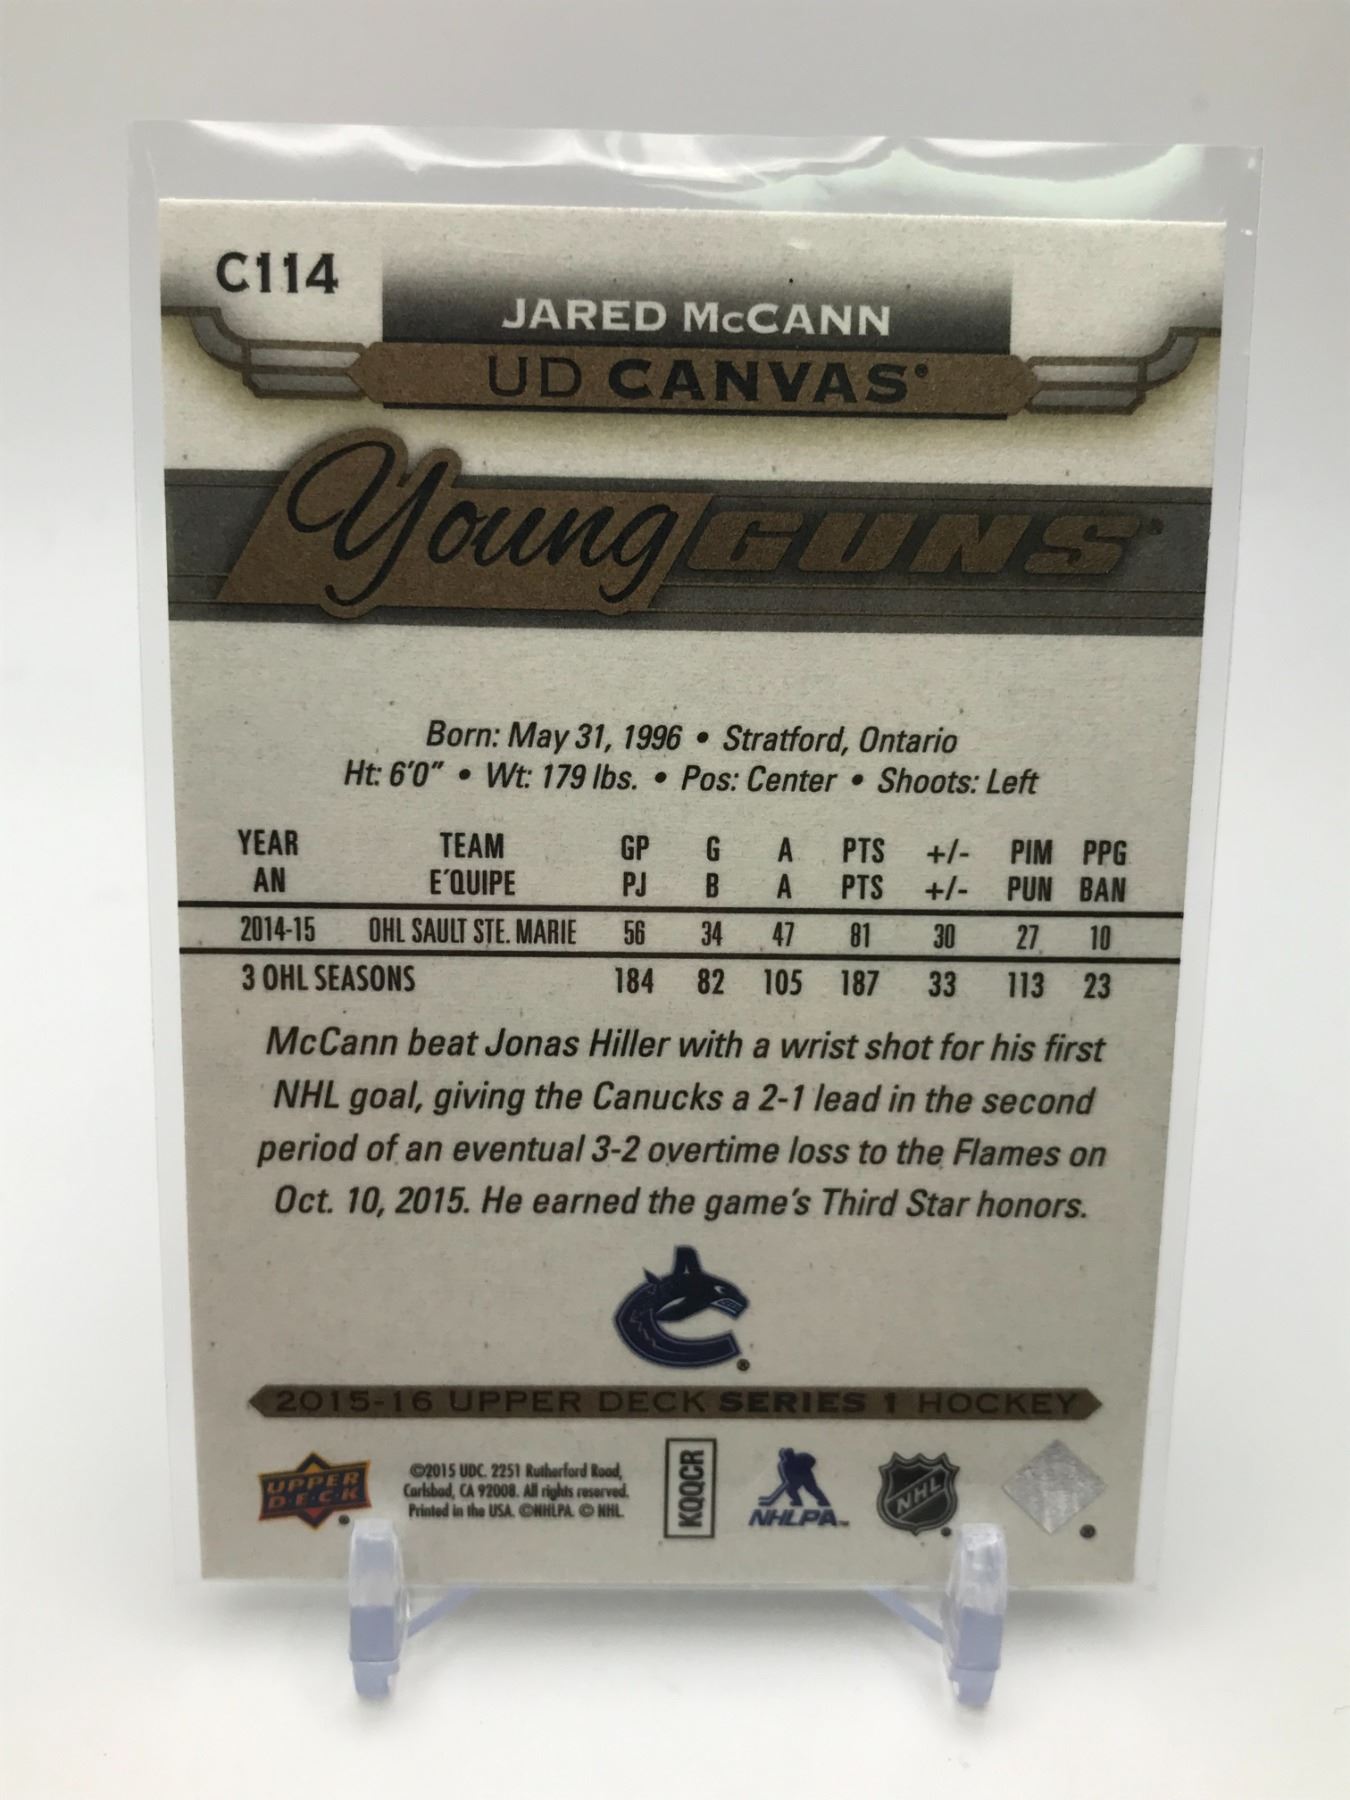 C114
JARED McCANN
UD CANVAS®
Young GUNS®
Born: May 31, 1996 • Stratford, Ontario
Ht: 6'0" • Wt: 179 lbs. • Pos: Center • Shoots: Left
YEAR TEAM GP G A PTS +/- PIM PPG
AN E´QUIPE PJ B A PTS +/- PUN BAN
2014-15 OHL SAULT STE. MARIE 56 34 47 81 30 27 10
3 OHL SEASONS 184 82 105 187 33 113 23
McCann beat Jonas Hiller with a wrist shot for his first
NHL goal, giving the Canucks a 2-1 lead in the second
period of an eventual 3-2 overtime loss to the Flames on
Oct. 10, 2015. He earned the game's Third Star honors.
®
2015-16 UPPER DECK SERIES 1 HOCKEY
UPPER
DECK
©2015 UDC. 2251 Rutherford Road,
Carlsbad, CA 92008. All rights reserved.
Printed in the USA. ©NHLPA. © NHL.
KQQCR
NHLPA™
NHL